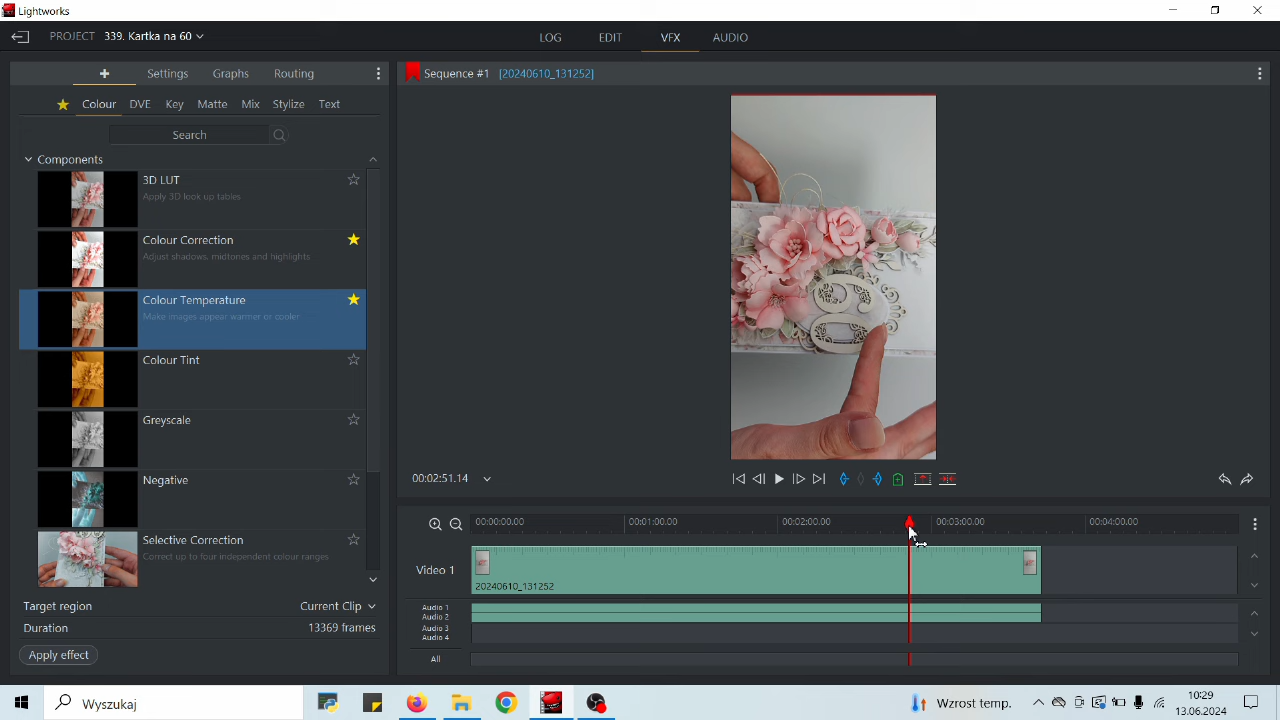 Lightworks
PROJECT 339. Kartka na 60
LOG EDIT VFX AUDIO
+ Settings Graphs Routing
Colour DVE Key Matte Mix Stylize Text
Search
Components
3D LUT
Apply 3D look up tables
Colour Correction
Adjust shadows, midtones and highlights
Colour Temperature
Make images appear warmer or cooler
Colour Tint
Greyscale
Negative
Selective Correction
Correct up to four independent colour ranges
Target region Current Clip
Duration 13369 frames
Apply effect
Sequence #1 [20240610_131252]
60
00:02:51.14
00:00:00.00 00:01:00.00 00:02:00.00 00:03:00.00 00:04:00.00
Video 1
20240610_131252
Audio 1
Audio 2
Audio 3
Audio 4
All
Wyszukaj
Wzrost temp.
10:29
13.06.2024